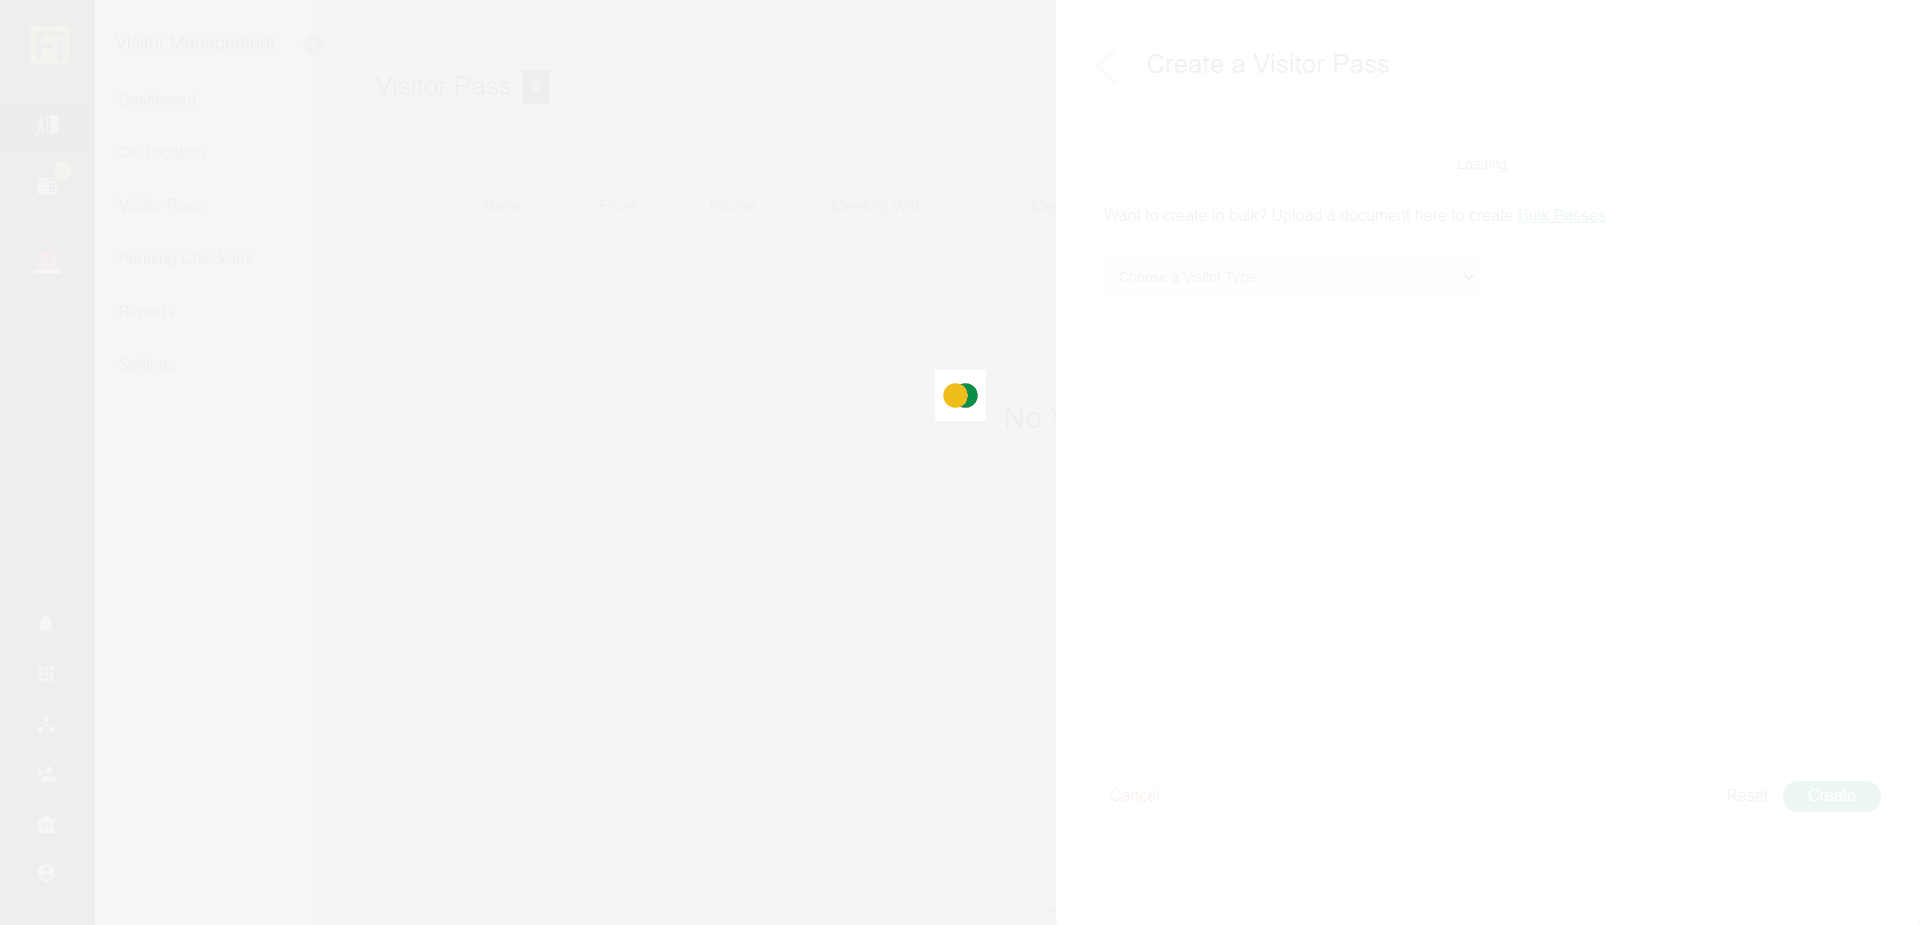 Fi
Visitor Management
Dashboard
On-Location
Visitor Pass
Pending Check-Ins
Reports
Settings
Visitor Pass 0
Name Email Phone Meeting With
No
Create a Visitor Pass
Loading...
Want to create in bulk? Upload a document here to create Bulk Passes
Choose a Visitor Type
Cancel
Reset
Create